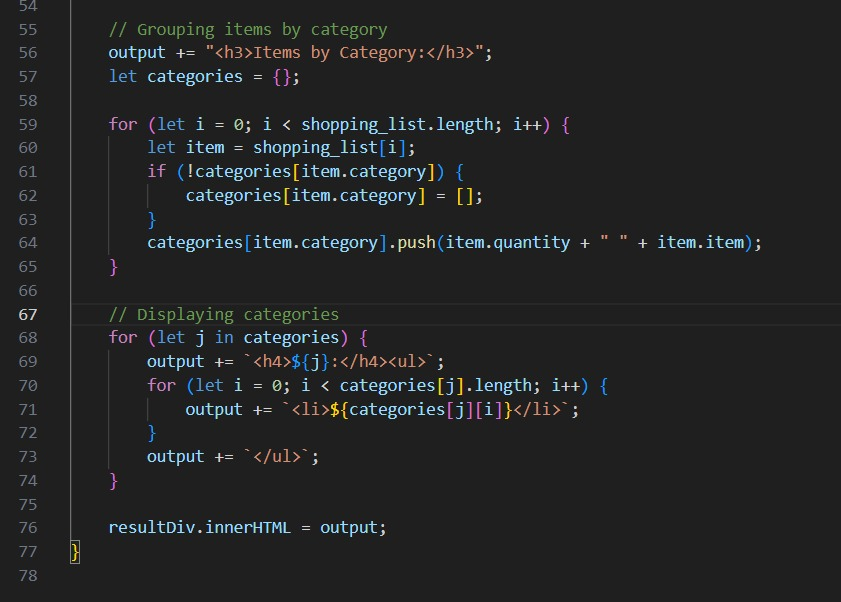 54
55     // Grouping items by category
56     output += "<h3>Items by Category:</h3>";
57     let categories = {};
58
59     for (let i = 0; i < shopping_list.length; i++) {
60         let item = shopping_list[i];
61         if (!categories[item.category]) {
62             categories[item.category] = [];
63         }
64         categories[item.category].push(item.quantity + " " + item.item);
65     }
66
67     // Displaying categories
68     for (let j in categories) {
69         output += `<h4>${j}:</h4><ul>`;
70         for (let i = 0; i < categories[j].length; i++) {
71             output += `<li>${categories[j][i]}</li>`;
72         }
73         output += `</ul>`;
74     }
75
76     resultDiv.innerHTML = output;
77 }
78